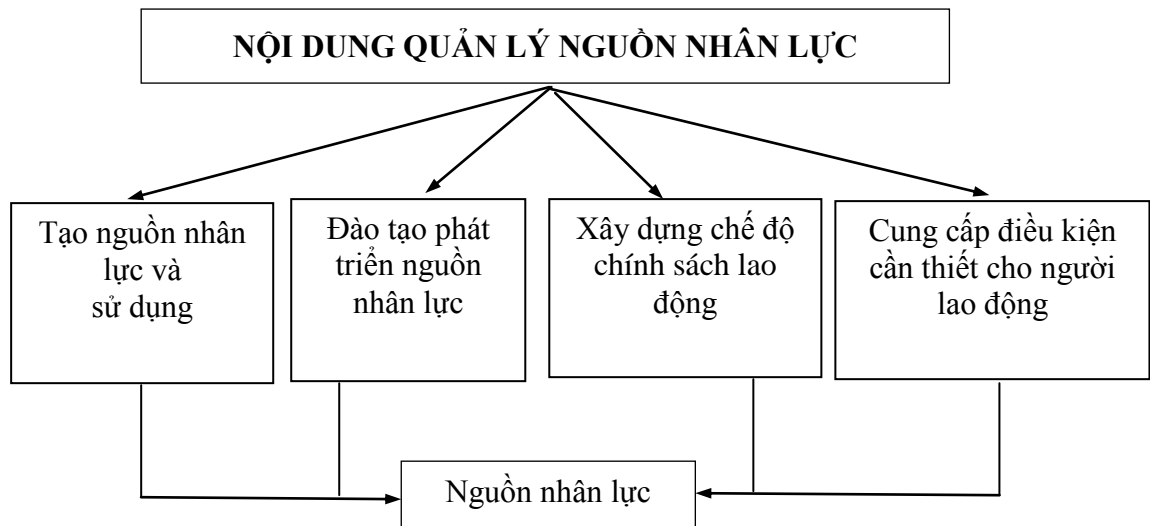 NỘI DUNG QUẢN LÝ NGUỒN NHÂN LỰC
Tạo nguồn nhân
lực và
sử dụng
Đào tạo phát
triển nguồn
nhân lực
Xây dựng chế độ
chính sách lao
động
Cung cấp điều kiện
cần thiết cho người
lao động
Nguồn nhân lực